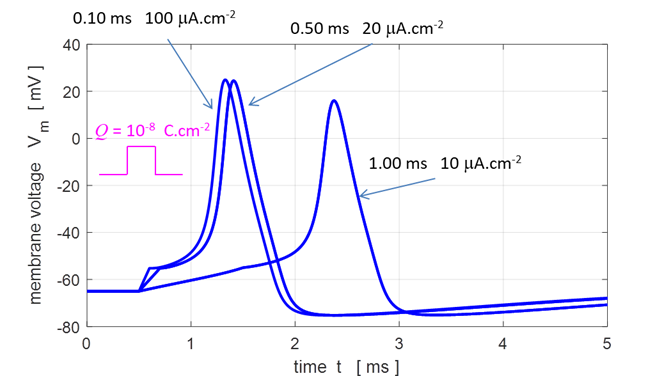 0.10 ms 100 μA.cm-2
0.50 ms 20 μA.cm-2
40
20
Q = 10-8 C.cm-2
0
1.00 ms 10 μA.cm-2
-20
-40
-60
-80
membrane voltage Vm [ mV ]
0 1 2 3 4 5
time t [ ms ]